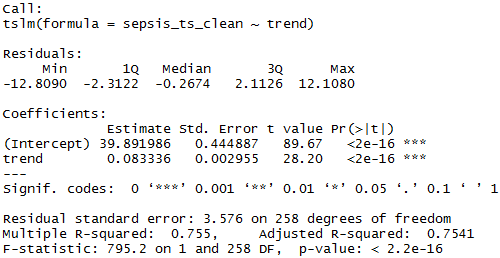 Call:
tslm(formula = sepsis_ts_clean ~ trend)
Residuals:
Min 1Q Median 3Q Max
-12.8090 -2.3122 -0.2674 2.1126 12.1080
Coefficients:
Estimate Std. Error t value Pr(>|t|)
(Intercept) 39.891986 0.444887 89.67 <2e-16 ***
trend 0.083336 0.002955 28.20 <2e-16 ***
---
Signif. codes: 0 ‘***’ 0.001 ‘**’ 0.01 ‘*’ 0.05 ‘.’ 0.1 ‘ ’ 1
Residual standard error: 3.576 on 258 degrees of freedom
Multiple R-squared: 0.755, Adjusted R-squared: 0.7541
F-statistic: 795.2 on 1 and 258 DF, p-value: < 2.2e-16